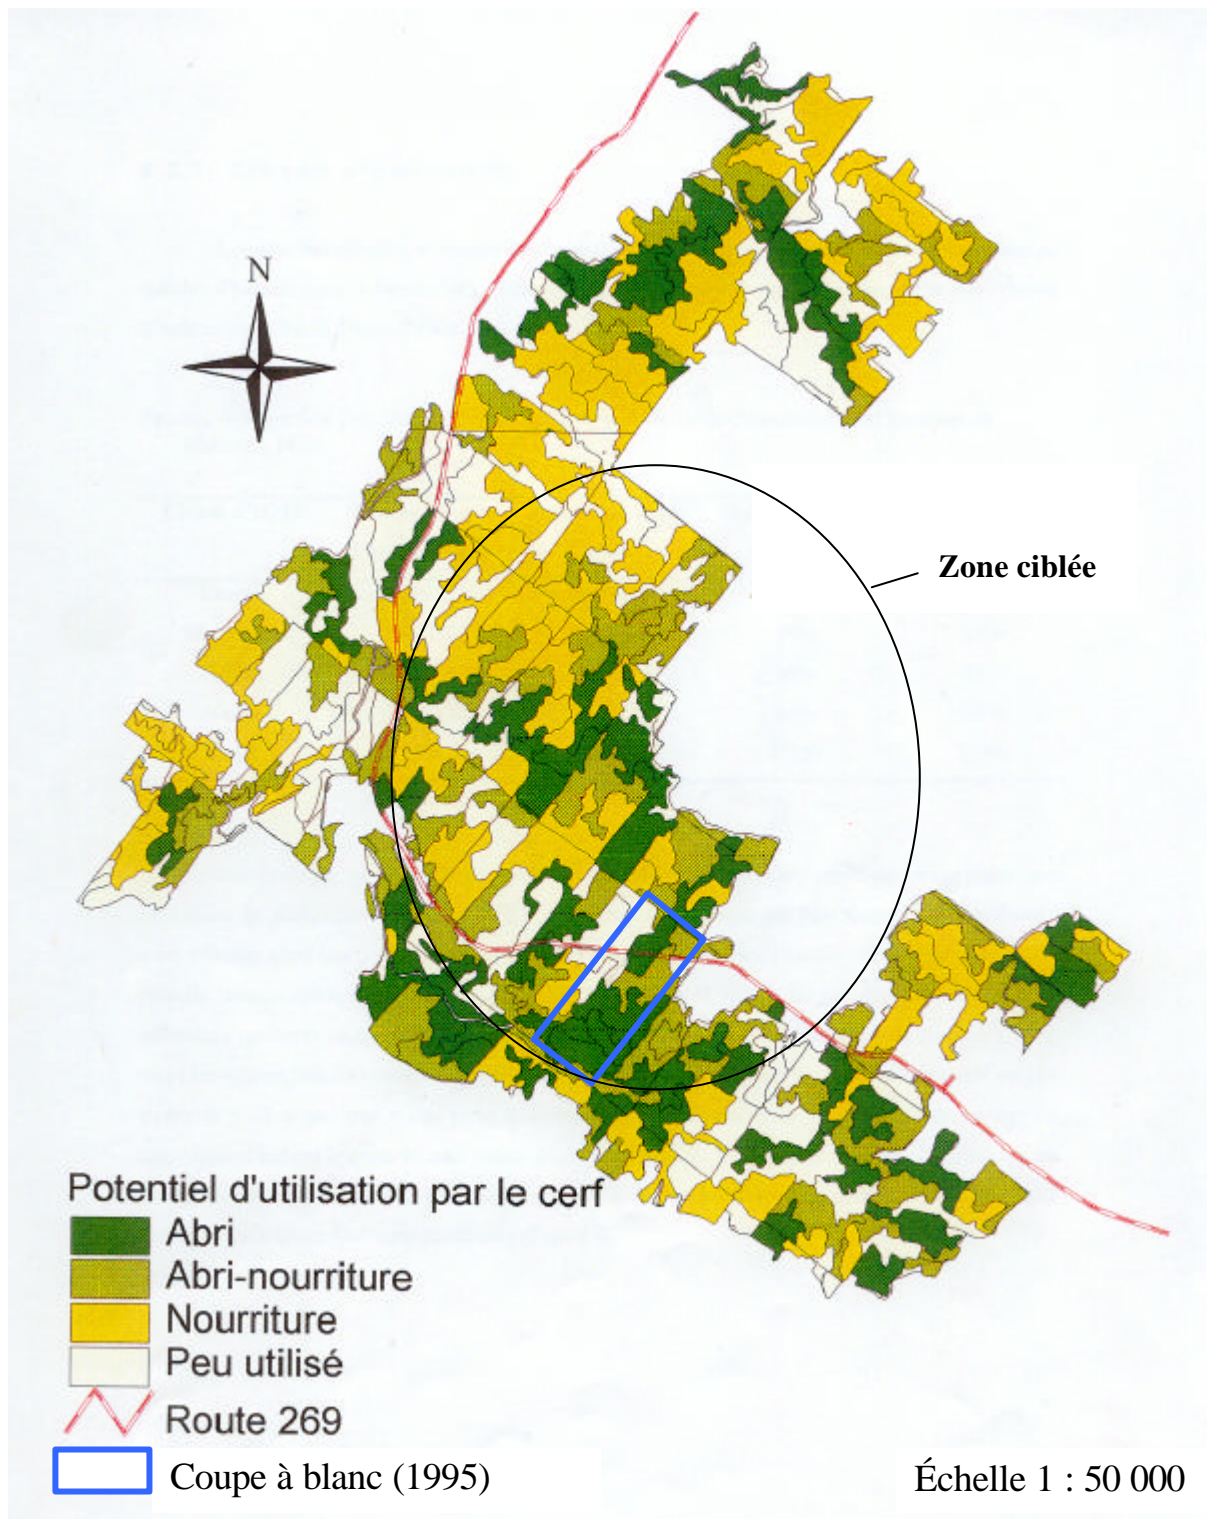 N
Zone ciblée
Potentiel d'utilisation par le cerf
Abri
Abri-nourriture
Nourriture
Peu utilisé
Route 269
Coupe à blanc (1995)
Échelle 1 : 50 000